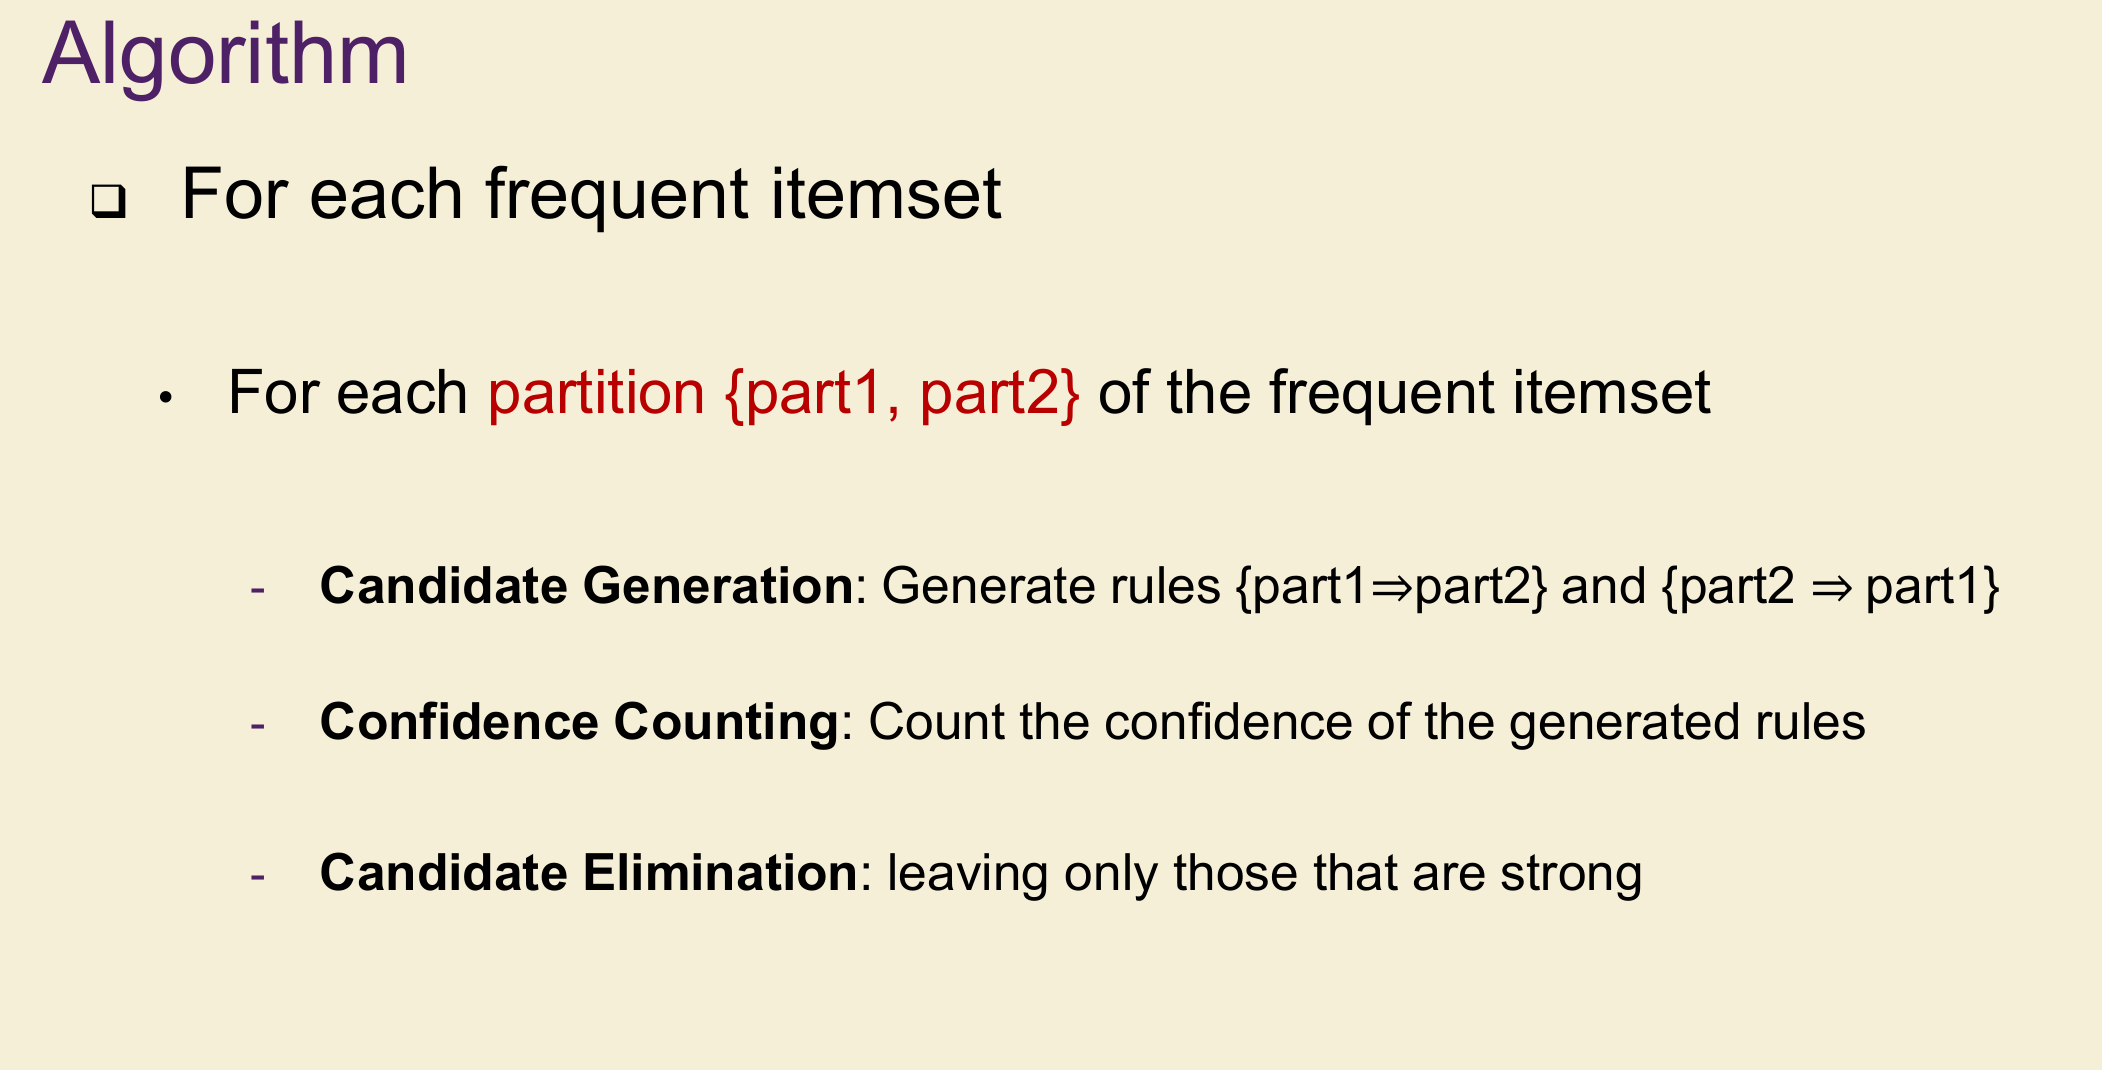 Algorithm
❑ For each frequent itemset
• For each partition {part1, part2} of the frequent itemset
- Candidate Generation: Generate rules {part1⇒part2} and {part2 ⇒ part1}
- Confidence Counting: Count the confidence of the generated rules
- Candidate Elimination: leaving only those that are strong